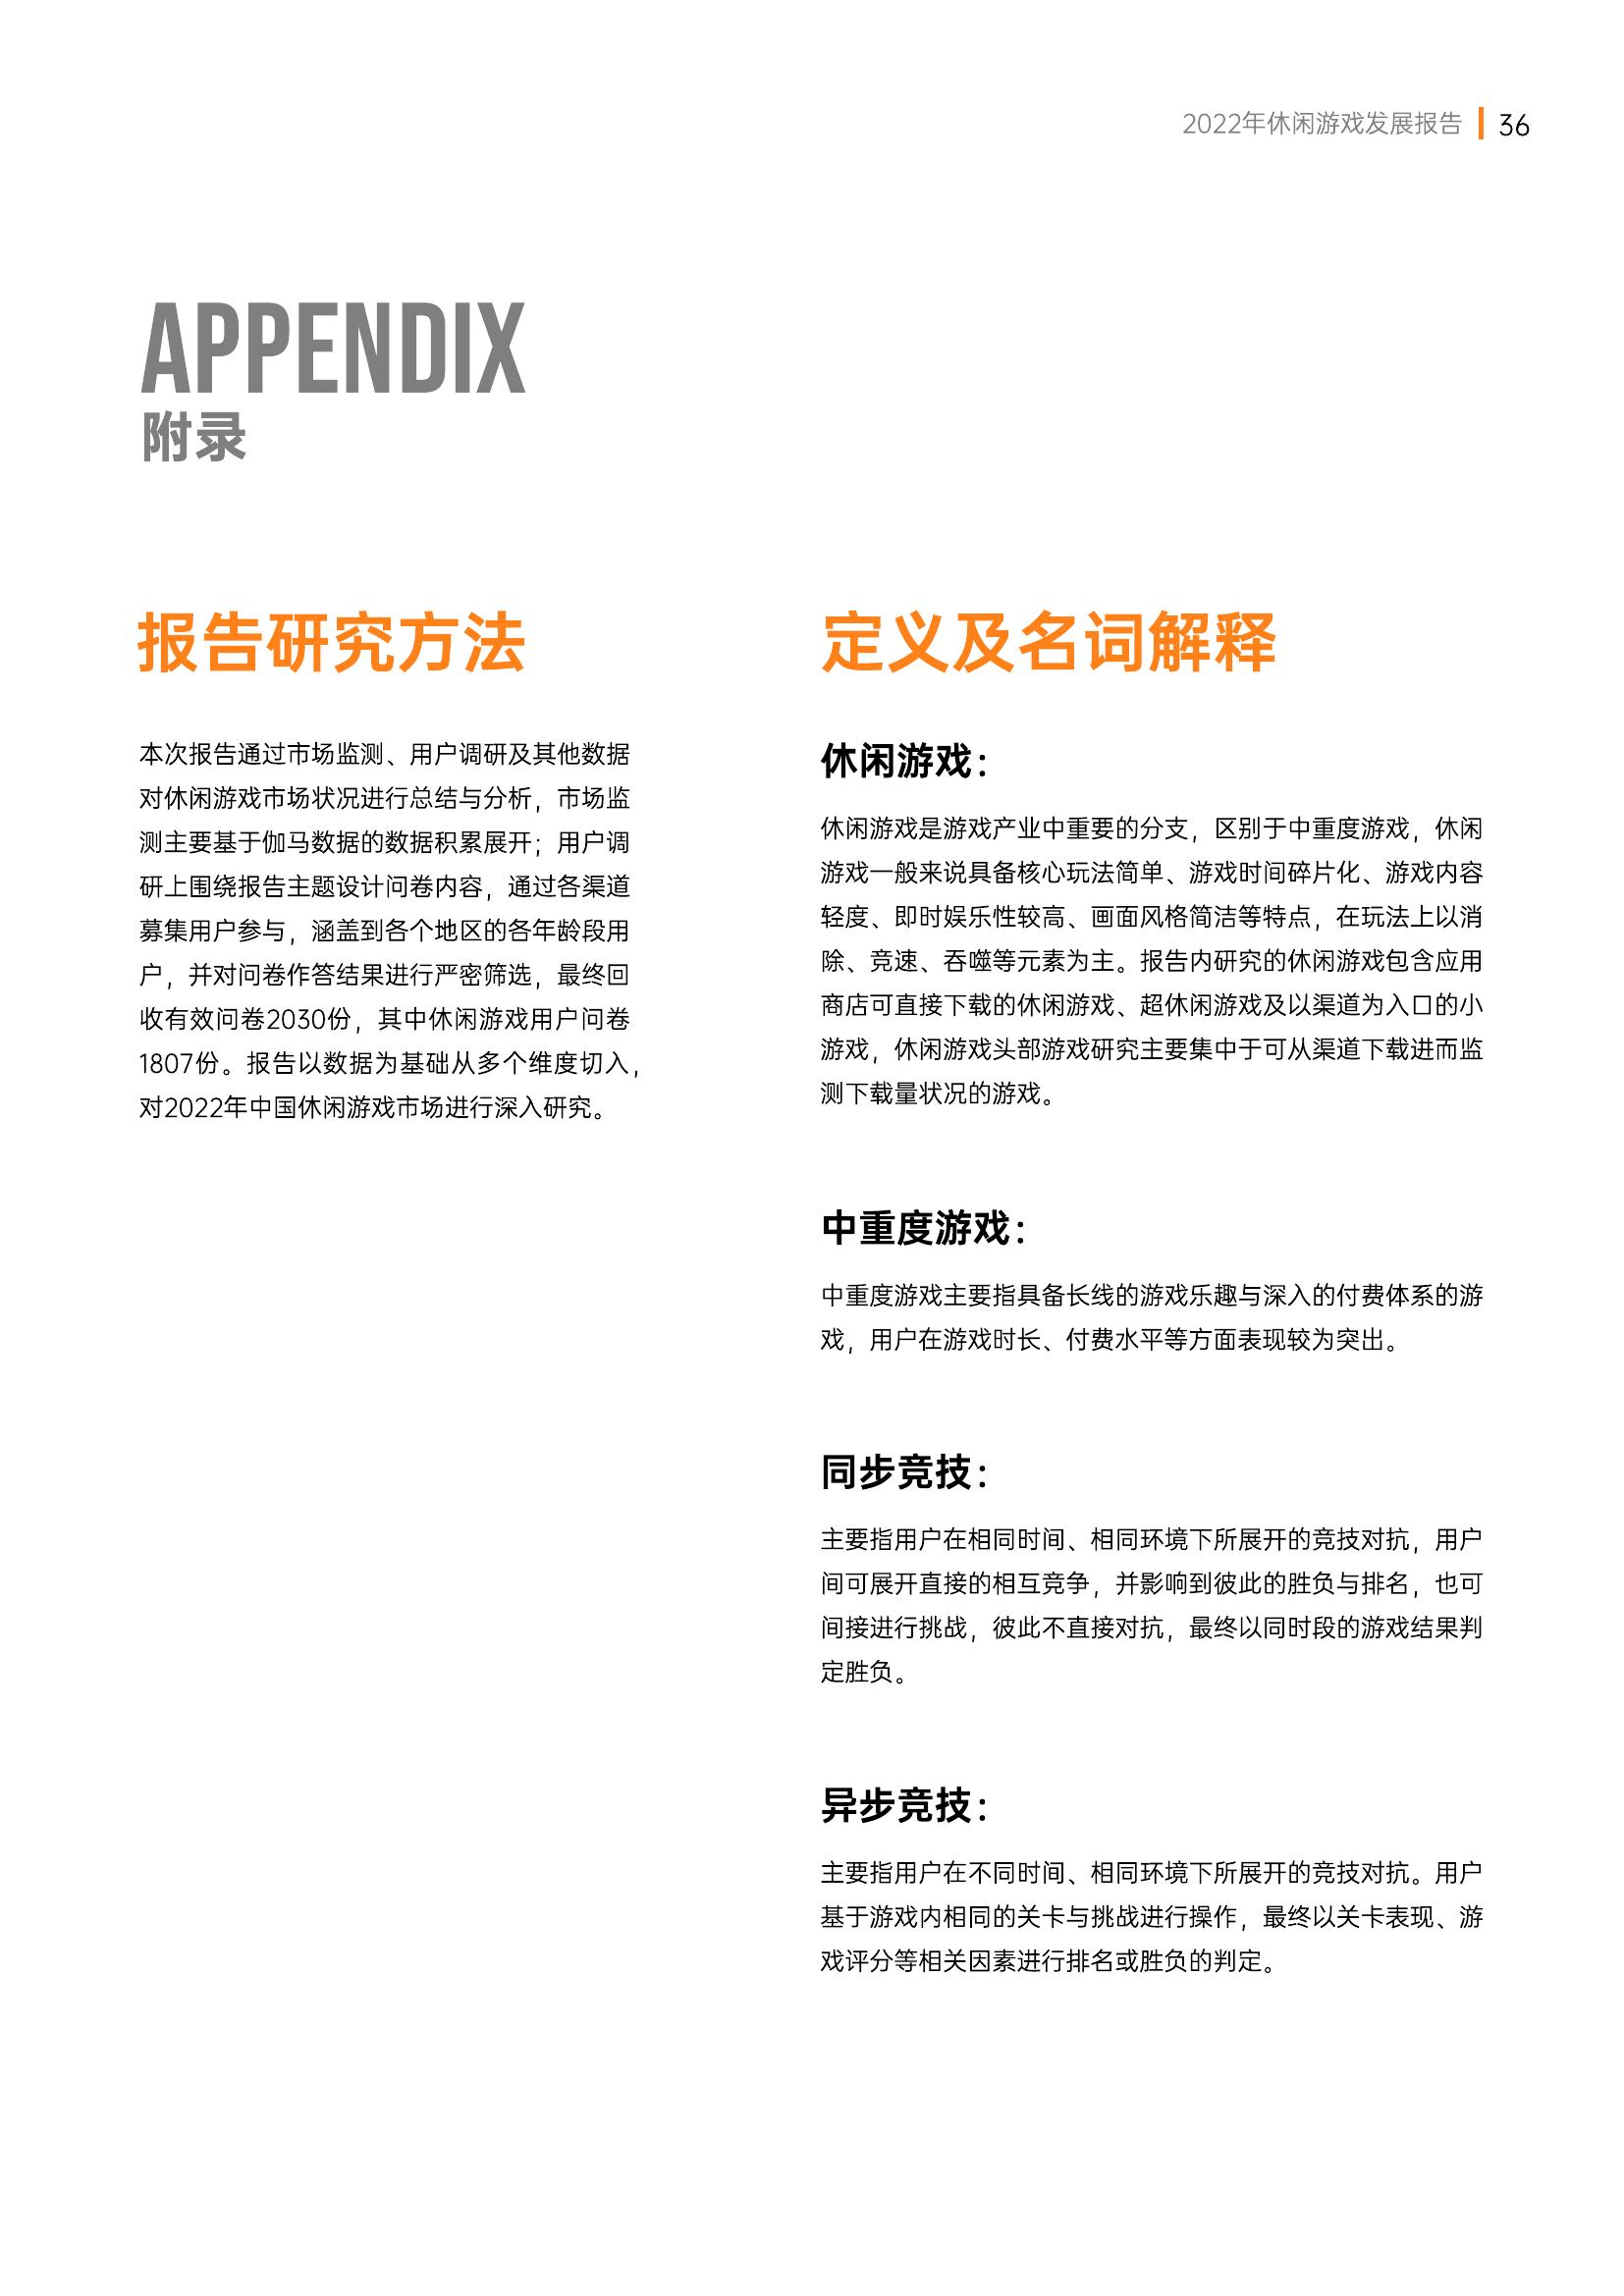 2022年休闲游戏发展报告 36
APPENDIX
附录
报告研究方法
本次报告通过市场监测、用户调研及其他数据
对休闲游戏市场状况进行总结与分析，市场监
测主要基于伽马数据的数据积累展开；用户调
研上围绕报告主题设计问卷内容，通过各渠道
募集用户参与，涵盖到各个地区的各年龄段用
户，并对问卷作答结果进行严密筛选，最终回
收有效问卷2030份，其中休闲游戏用户问卷
1807份。报告以数据为基础从多个维度切入，
对2022年中国休闲游戏市场进行深入研究。
定义及名词解释
休闲游戏：
休闲游戏是游戏产业中重要的分支，区别于中重度游戏，休闲
游戏一般来说具备核心玩法简单、游戏时间碎片化、游戏内容
轻度、即时娱乐性较高、画面风格简洁等特点，在玩法上以消
除、竞速、吞噬等元素为主。报告内研究的休闲游戏包含应用
商店可直接下载的休闲游戏、超休闲游戏及以渠道为入口的小
游戏，休闲游戏头部游戏研究主要集中于可从渠道下载进而监
测下载量状况的游戏。
中重度游戏：
中重度游戏主要指具备长线的游戏乐趣与深入的付费体系的游
戏，用户在游戏时长、付费水平等方面表现较为突出。
同步竞技：
主要指用户在相同时间、相同环境下所展开的竞技对抗，用户
间可展开直接的相互竞争，并影响到彼此的胜负与排名，也可
间接进行挑战，彼此不直接对抗，最终以同时段的游戏结果判
定胜负。
异步竞技：
主要指用户在不同时间、相同环境下所展开的竞技对抗。用户
基于游戏内相同的关卡与挑战进行操作，最终以关卡表现、游
戏评分等相关因素进行排名或胜负的判定。